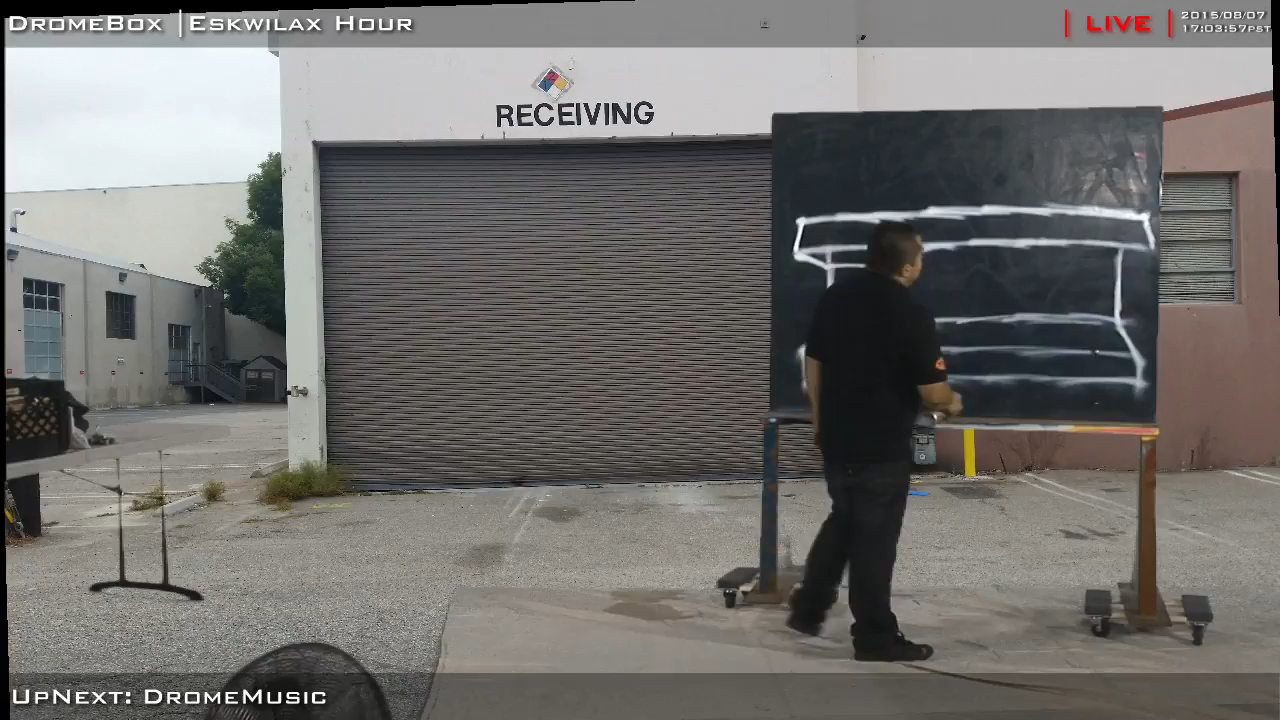 DromeBox | Eskwilax Hour
| LIVE |
2015/08/07
17:03:57PST
RECEIVING
UpNext: DromeMusic